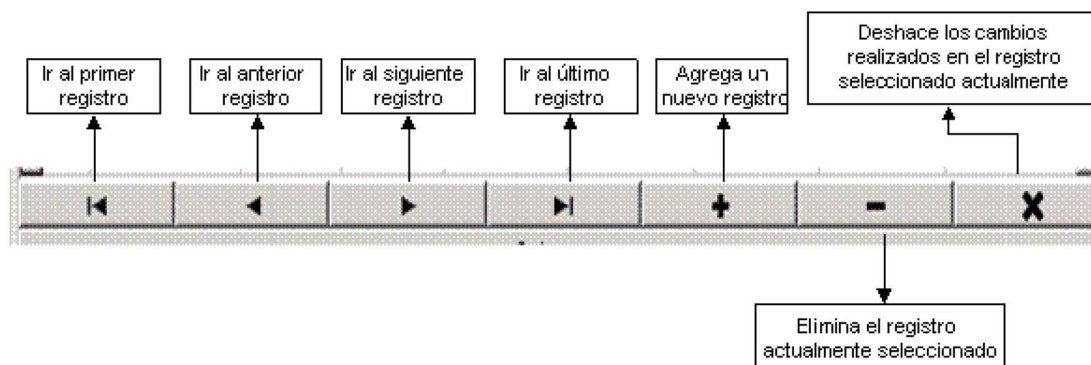 Ir al primer
registro
Ir al anterior
registro
Ir al siguiente
registro
Ir al último
registro
Agrega un
nuevo registro
Deshace los cambios
realizados en el registro
seleccionado actualmente
Elimina el registro
actualmente seleccionado